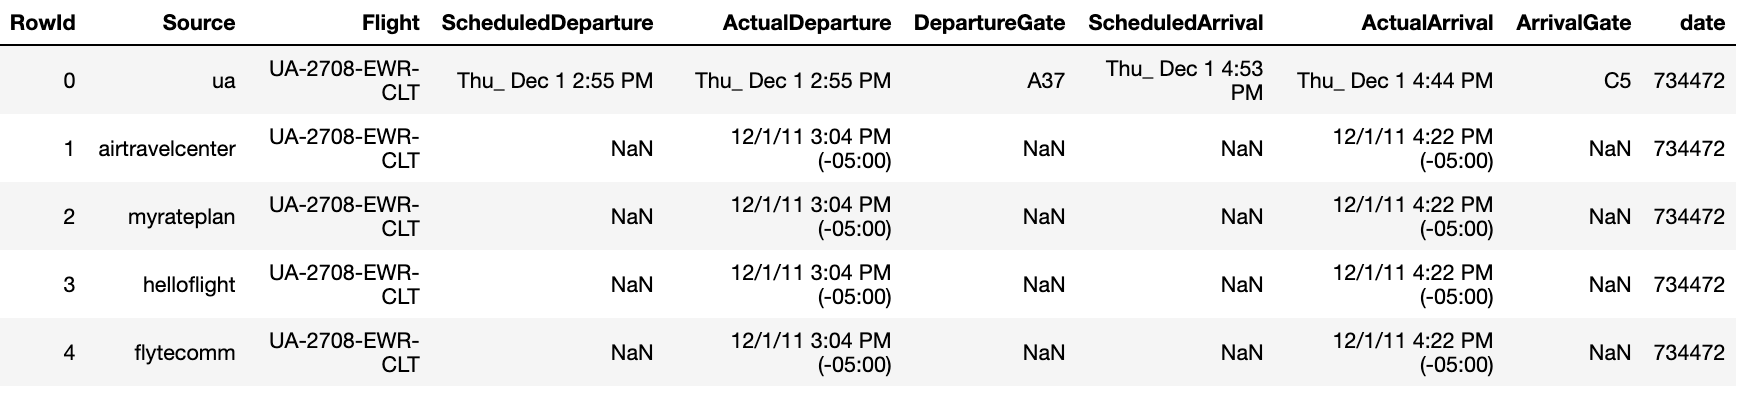 RowId Source Flight ScheduledDeparture ActualDeparture DepartureGate ScheduledArrival ActualArrival ArrivalGate date
0 ua UA-2708-EWR-CLT Thu_ Dec 1 2:55 PM Thu_ Dec 1 2:55 PM A37 Thu_ Dec 1 4:53 PM Thu_ Dec 1 4:44 PM C5 734472
1 airtravelcenter UA-2708-EWR-CLT NaN 12/1/11 3:04 PM (-05:00) NaN NaN 12/1/11 4:22 PM (-05:00) NaN 734472
2 myrateplan UA-2708-EWR-CLT NaN 12/1/11 3:04 PM (-05:00) NaN NaN 12/1/11 4:22 PM (-05:00) NaN 734472
3 helloflight UA-2708-EWR-CLT NaN 12/1/11 3:04 PM (-05:00) NaN NaN 12/1/11 4:22 PM (-05:00) NaN 734472
4 flytecomm UA-2708-EWR-CLT NaN 12/1/11 3:04 PM (-05:00) NaN NaN 12/1/11 4:22 PM (-05:00) NaN 734472